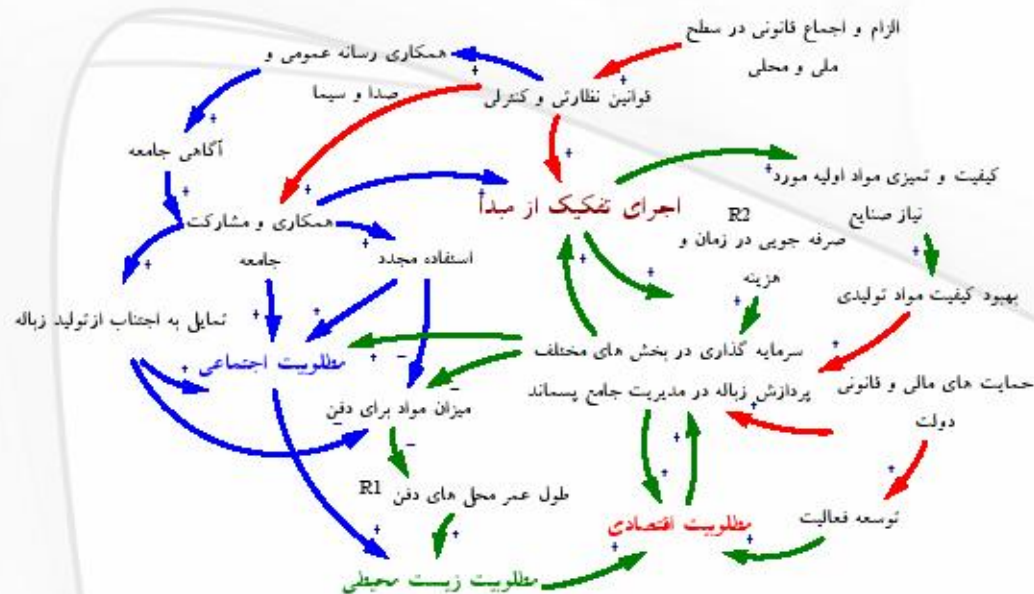 الزام و اجماع قانونی در سطح
ملی و محلی
همکاری رسانه عمومی و
صدا و سیما
قوانین نظارتی و کنترلی
آگاهی جامعه
کیفیت و تمیزی مواد اولیه مورد
نیاز صنایع
اجرای تفکیک از مبدأ
همکاری و مشارکت
جامعه
استفاده مجدد
R2
صرفه جویی در زمان و
هزینه
بهبود کیفیت مواد تولیدی
تمایل به اجتناب ازتولید زباله
مطلوبیت اجتماعی
سرمایه گذاری در بخش های مختلف
پردازش زباله در مدیریت جامع پسماند
حمایت های مالی و قانونی
دولت
میزان مواد برای دفن
R1
طول عمر محل های دفن
مطلوبیت اقتصادی
توسعه فعالیت
مطلوبیت زیست محیطی